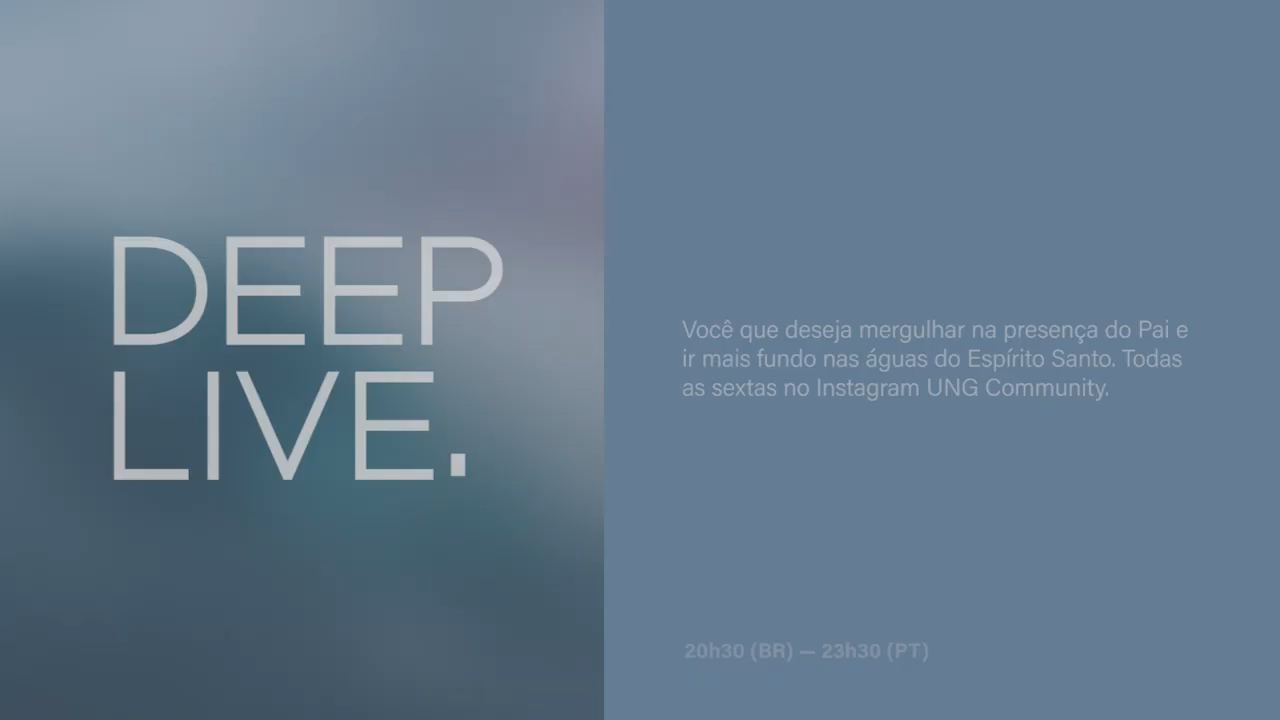 DEEP
LIVE.
Você que deseja mergulhar na presença do Pai e
ir mais fundo nas águas do Espírito Santo. Todas
as sextas no Instagram UNG Community.
20h30 (BR) — 23h30 (PT)